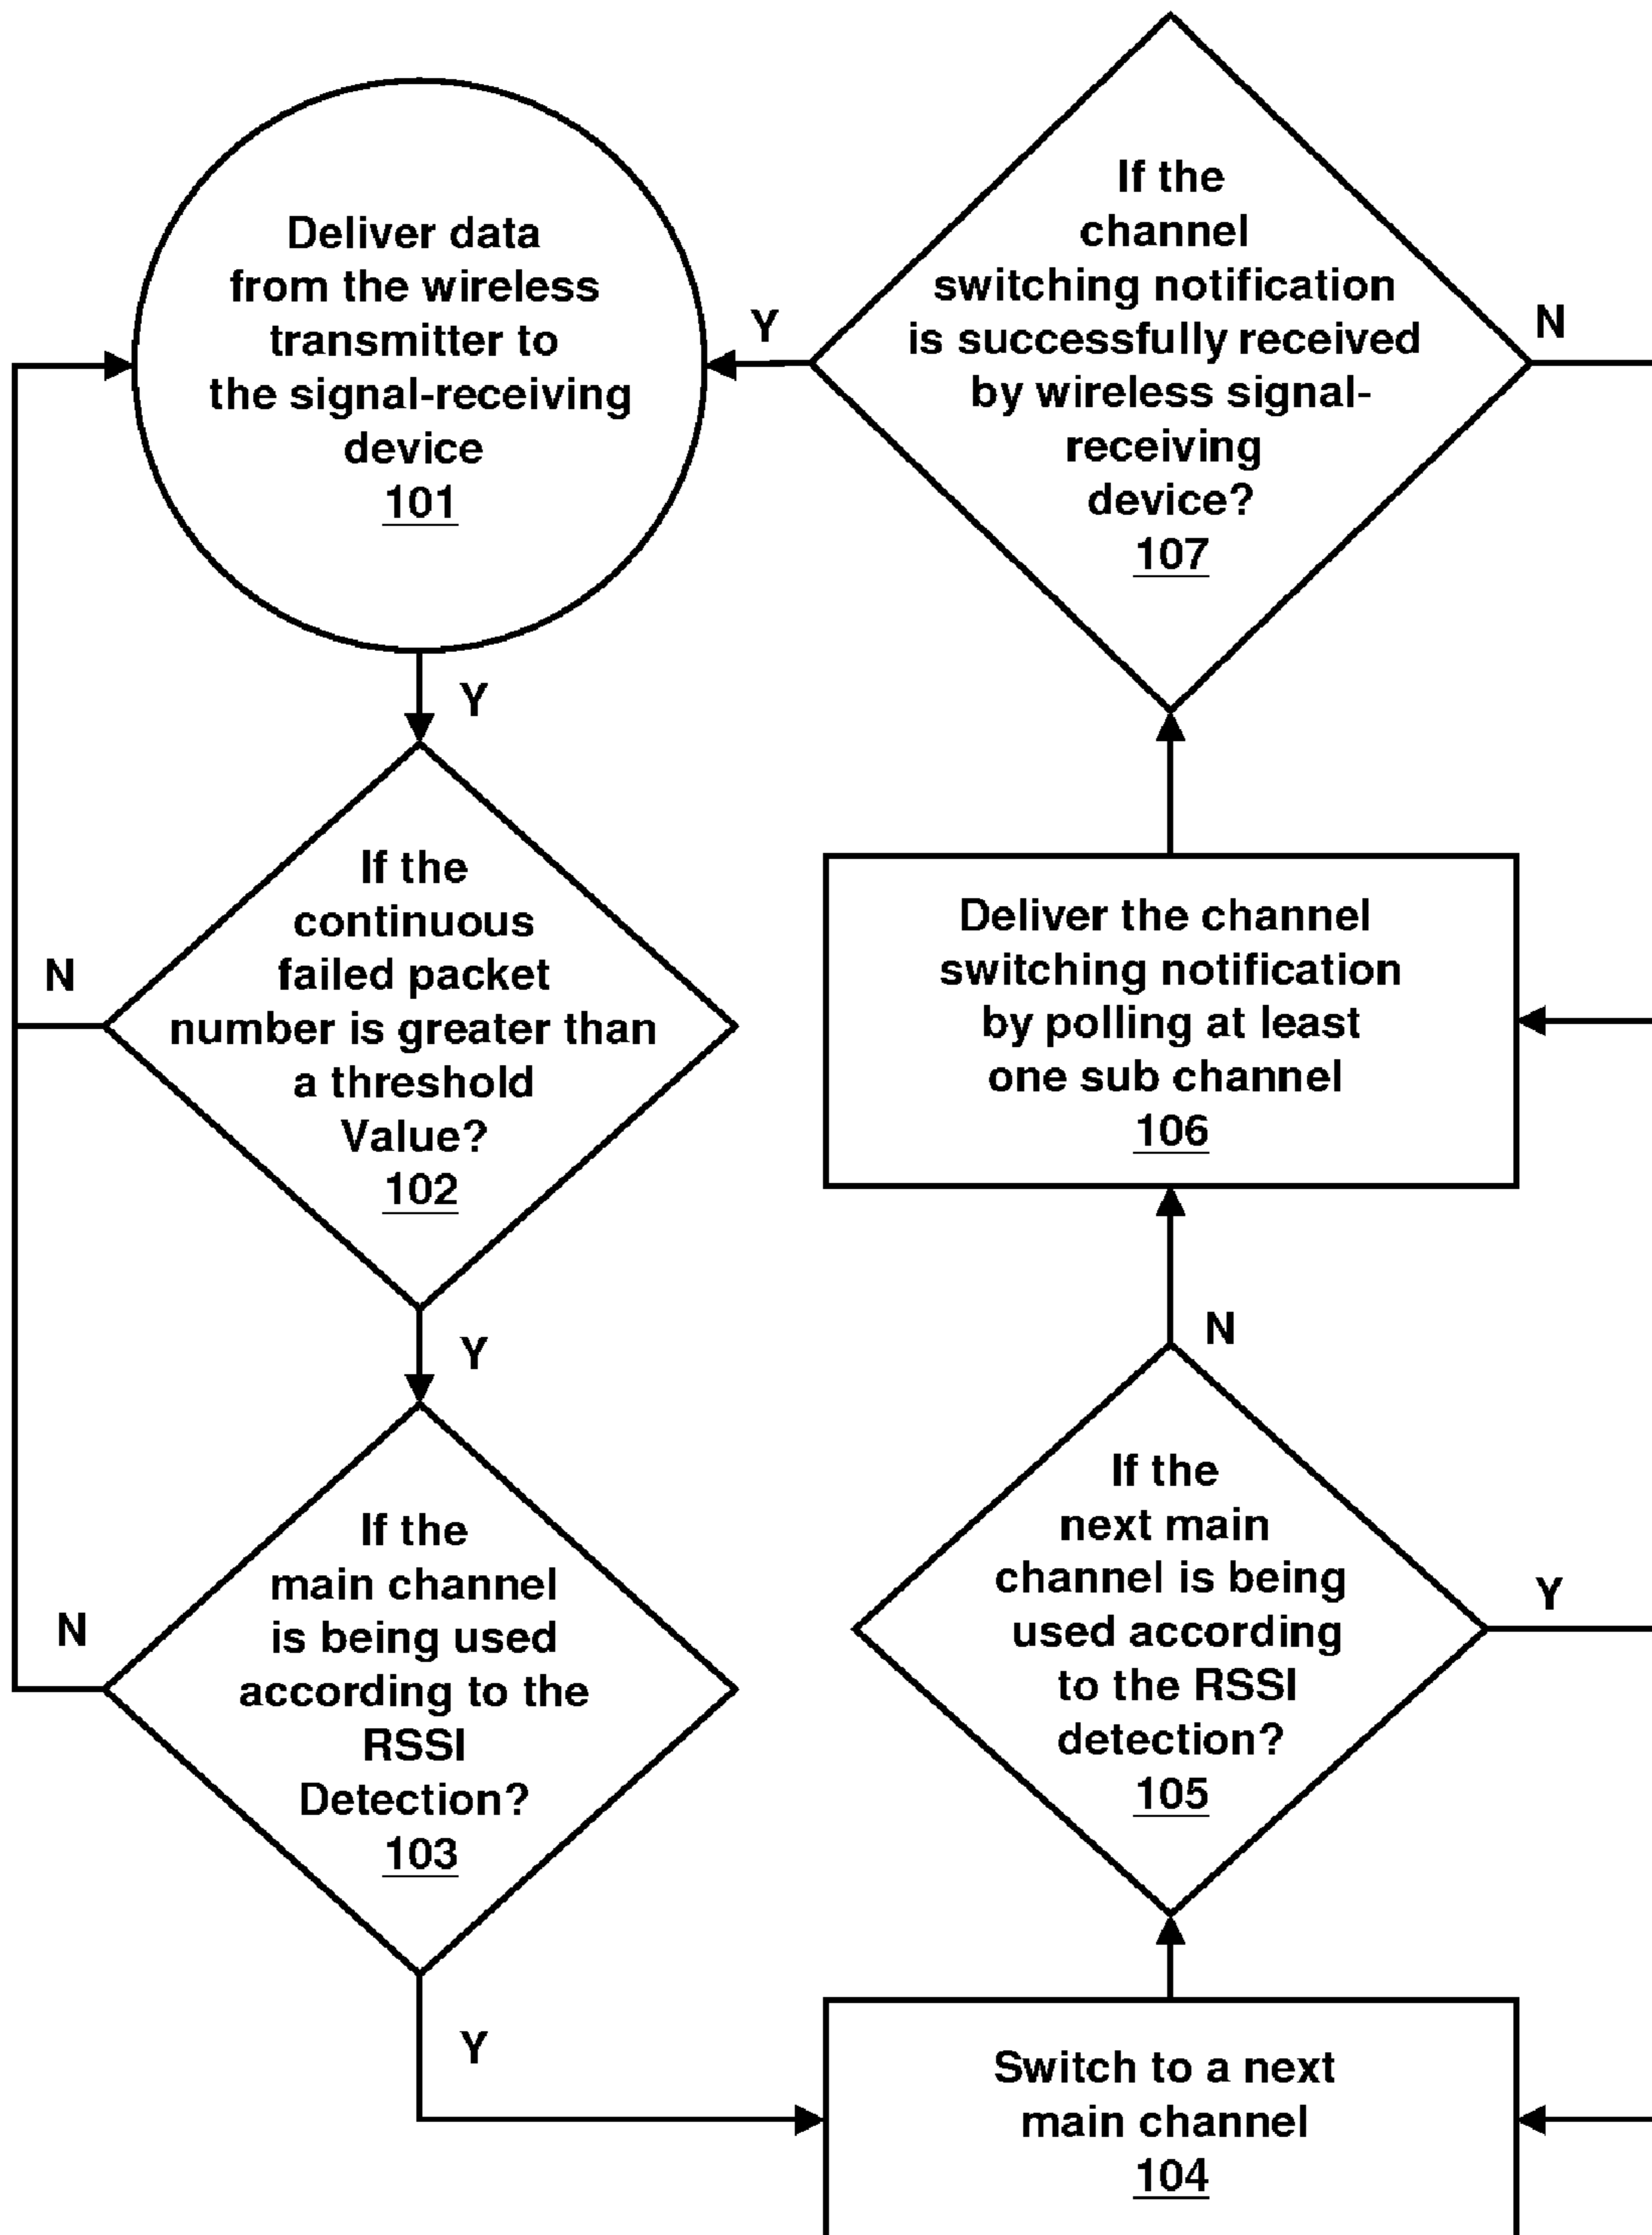 Deliver data
from the wireless
transmitter to
the signal-receiving
device
101
Y
If the
continuous
failed packet
number is greater than
a threshold
Value?
102
N
Y
If the
main channel
is being used
according to the
RSSI
Detection?
103
N
Y
Switch to a next
main channel
104
If the
next main
channel is being
used according
to the RSSI
detection?
105
Y
N
Deliver the channel
switching notification
by polling at least
one sub channel
106
If the
channel
switching notification
is successfully received
by wireless signal-
receiving
device?
107
Y
N